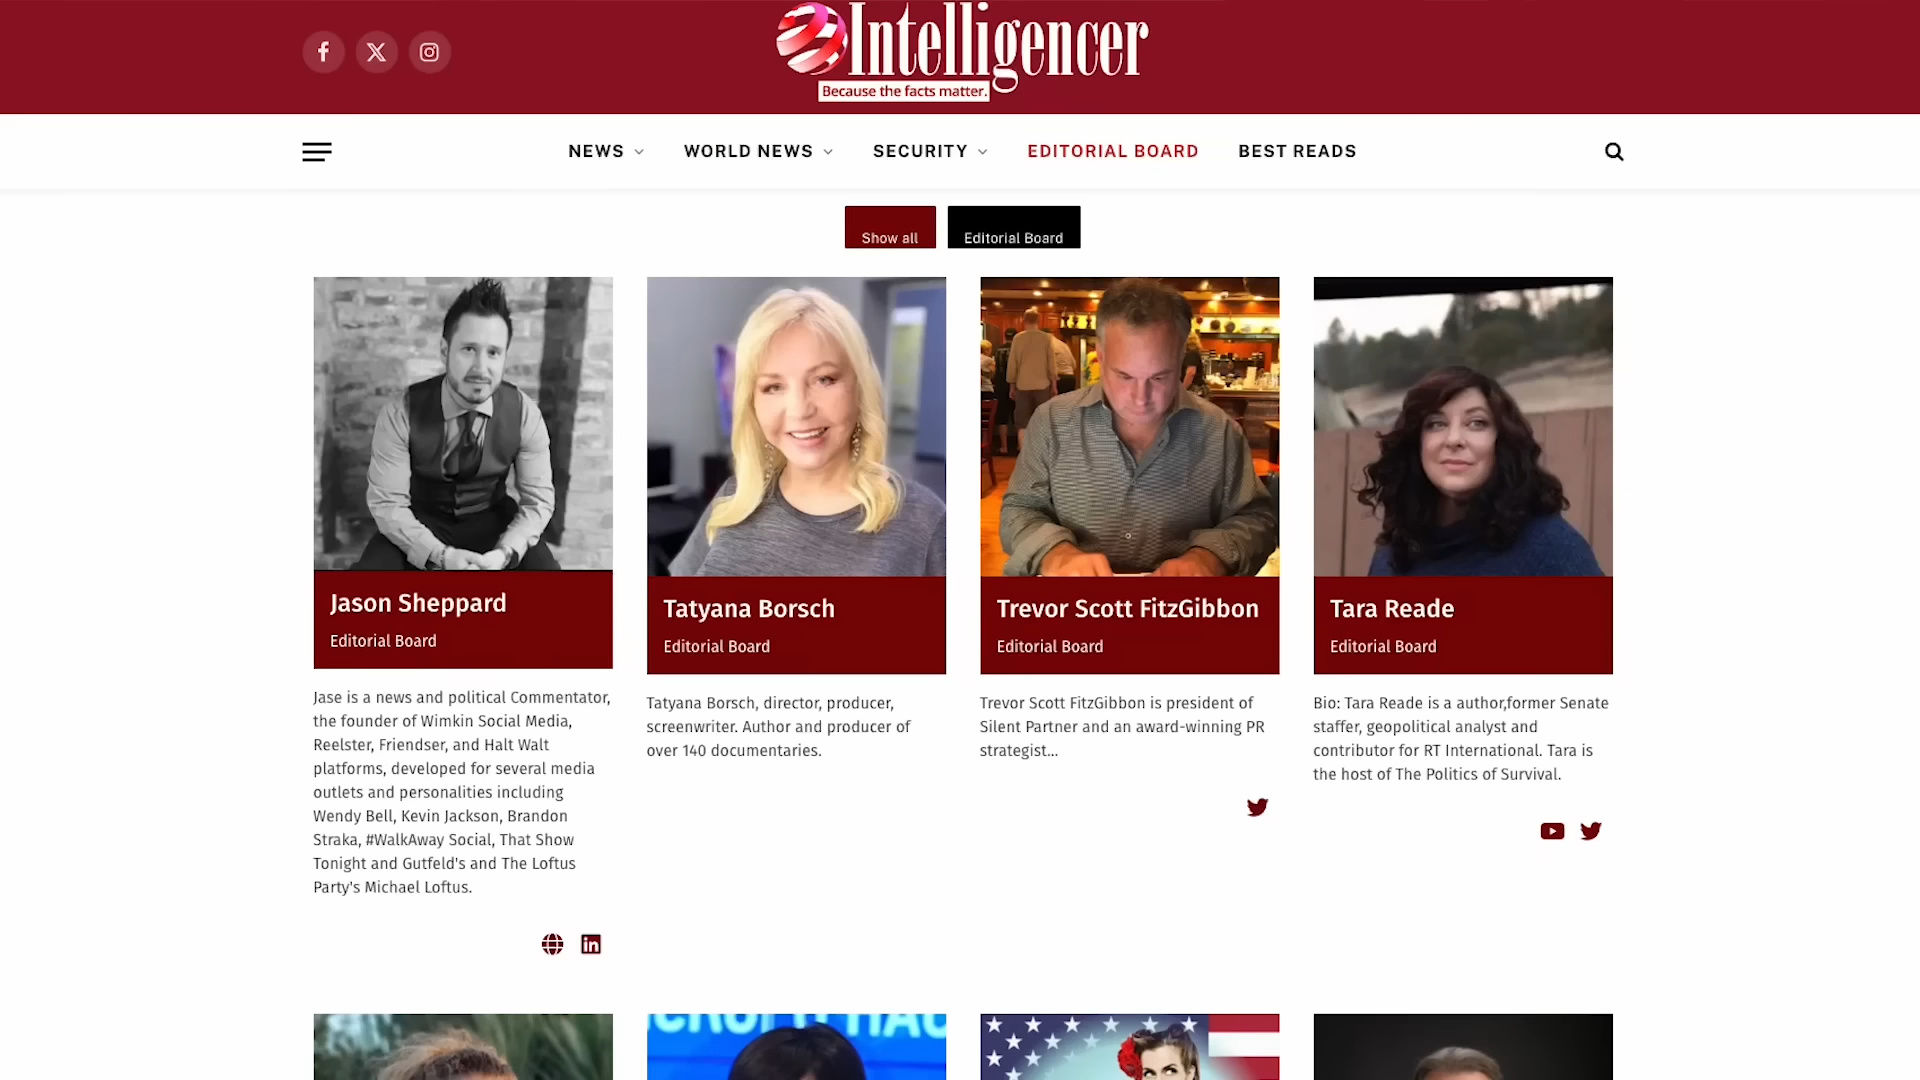 Intelligencer
Because the facts matter.
NEWS
WORLD NEWS
SECURITY
EDITORIAL BOARD
BEST READS
Show all
Editorial Board
Jason Sheppard
Editorial Board
Jase is a news and political Commentator,
the founder of Wimkin Social Media,
Reelster, Friendser, and Halt Walt
platforms, developed for several media
outlets and personalities including
Wendy Bell, Kevin Jackson, Brandon
Straka, #WalkAway Social, That Show
Tonight and Gutfeld's and The Loftus
Party's Michael Loftus.
Tatyana Borsch
Editorial Board
Tatyana Borsch, director, producer,
screenwriter. Author and producer of
over 140 documentaries.
Trevor Scott FitzGibbon
Editorial Board
Trevor Scott FitzGibbon is president of
Silent Partner and an award-winning PR
strategist...
Tara Reade
Editorial Board
Bio: Tara Reade is a author,former Senate
staffer, geopolitical analyst and
contributor for RT International. Tara is
the host of The Politics of Survival.